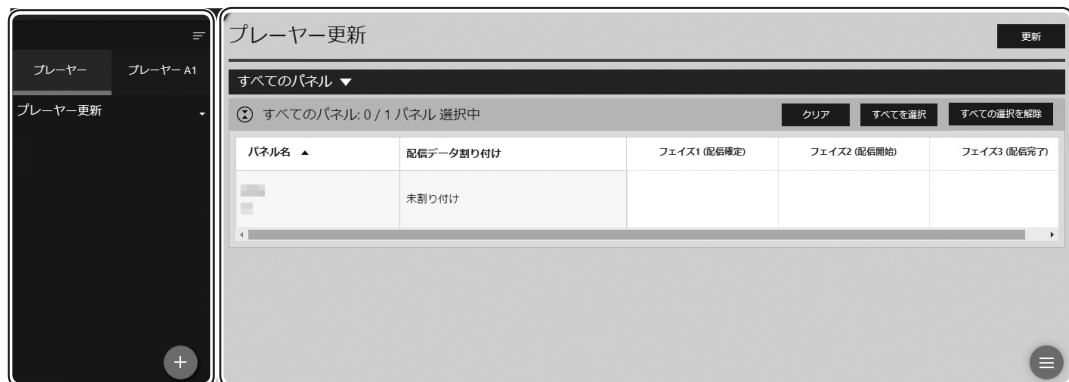 プレーヤー
プレーヤー A1
プレーヤー更新
プレーヤー更新
更新
すべてのパネル ▼
すべてのパネル: 0 / 1 パネル 選択中
クリア
すべてを選択
すべての選択を解除
パネル名 ▲
配信データ割り付け
フェイズ1 (配信確定)
フェイズ2 (配信開始)
フェイズ3 (配信完了)
未割り付け